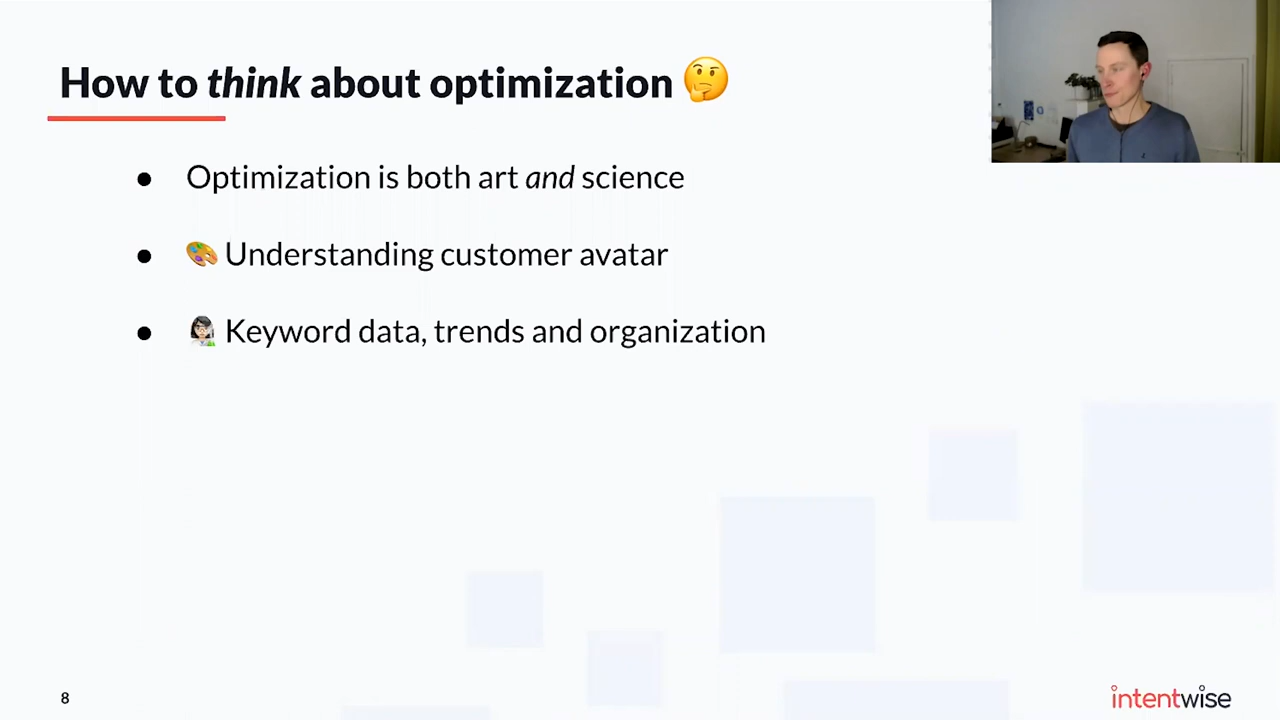 How to think about optimization 🤔
● Optimization is both art and science
● 🎨 Understanding customer avatar
● 👩🏻‍🔬 Keyword data, trends and organization
8
intentwise